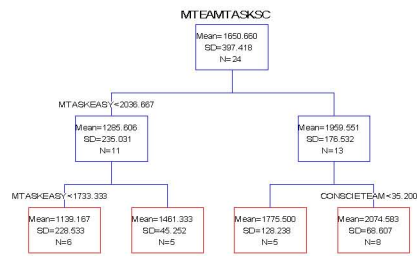 MTEAMTASKSC
Mean=1650.660
SD=397.418
N=24
MTASKEASY<2036.667
Mean=1285.606
SD=235.031
N=11
Mean=1959.551
SD=176.532
N=13
MTASKEASY<1733.333
CONSCIETEAM<35.200
Mean=1139.167
SD=228.533
N=6
Mean=1461.333
SD=45.252
N=5
Mean=1775.500
SD=128.238
N=5
Mean=2074.583
SD=68.607
N=8